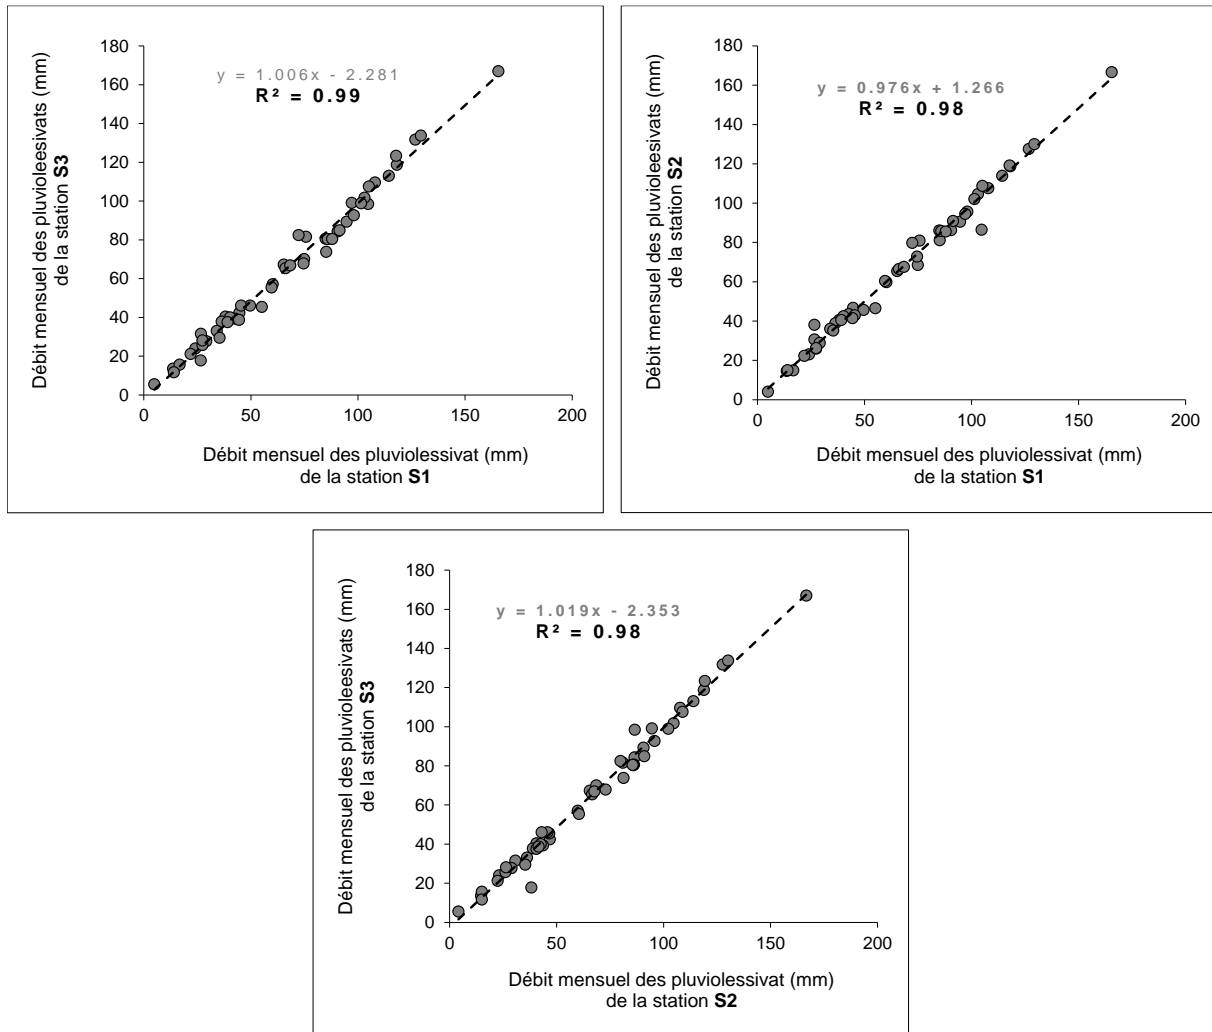 180
160
140
120
100
80
60
40
20
0
y = 1.006x - 2.281
R² = 0.99
Débit mensuel des pluvioleesivats (mm)
de la station S3
0 50 100 150 200
Débit mensuel des pluviolessivat (mm)
de la station S1
180
160
140
120
100
80
60
40
20
0
y = 0.976x + 1.266
R² = 0.98
Débit mensuel des pluvioleesivats (mm)
de la station S2
0 50 100 150 200
Débit mensuel des pluviolessivat (mm)
de la station S1
180
160
140
120
100
80
60
40
20
0
y = 1.019x - 2.353
R² = 0.98
Débit mensuel des pluvioleesivats (mm)
de la station S3
0 50 100 150 200
Débit mensuel des pluviolessivat (mm)
de la station S2